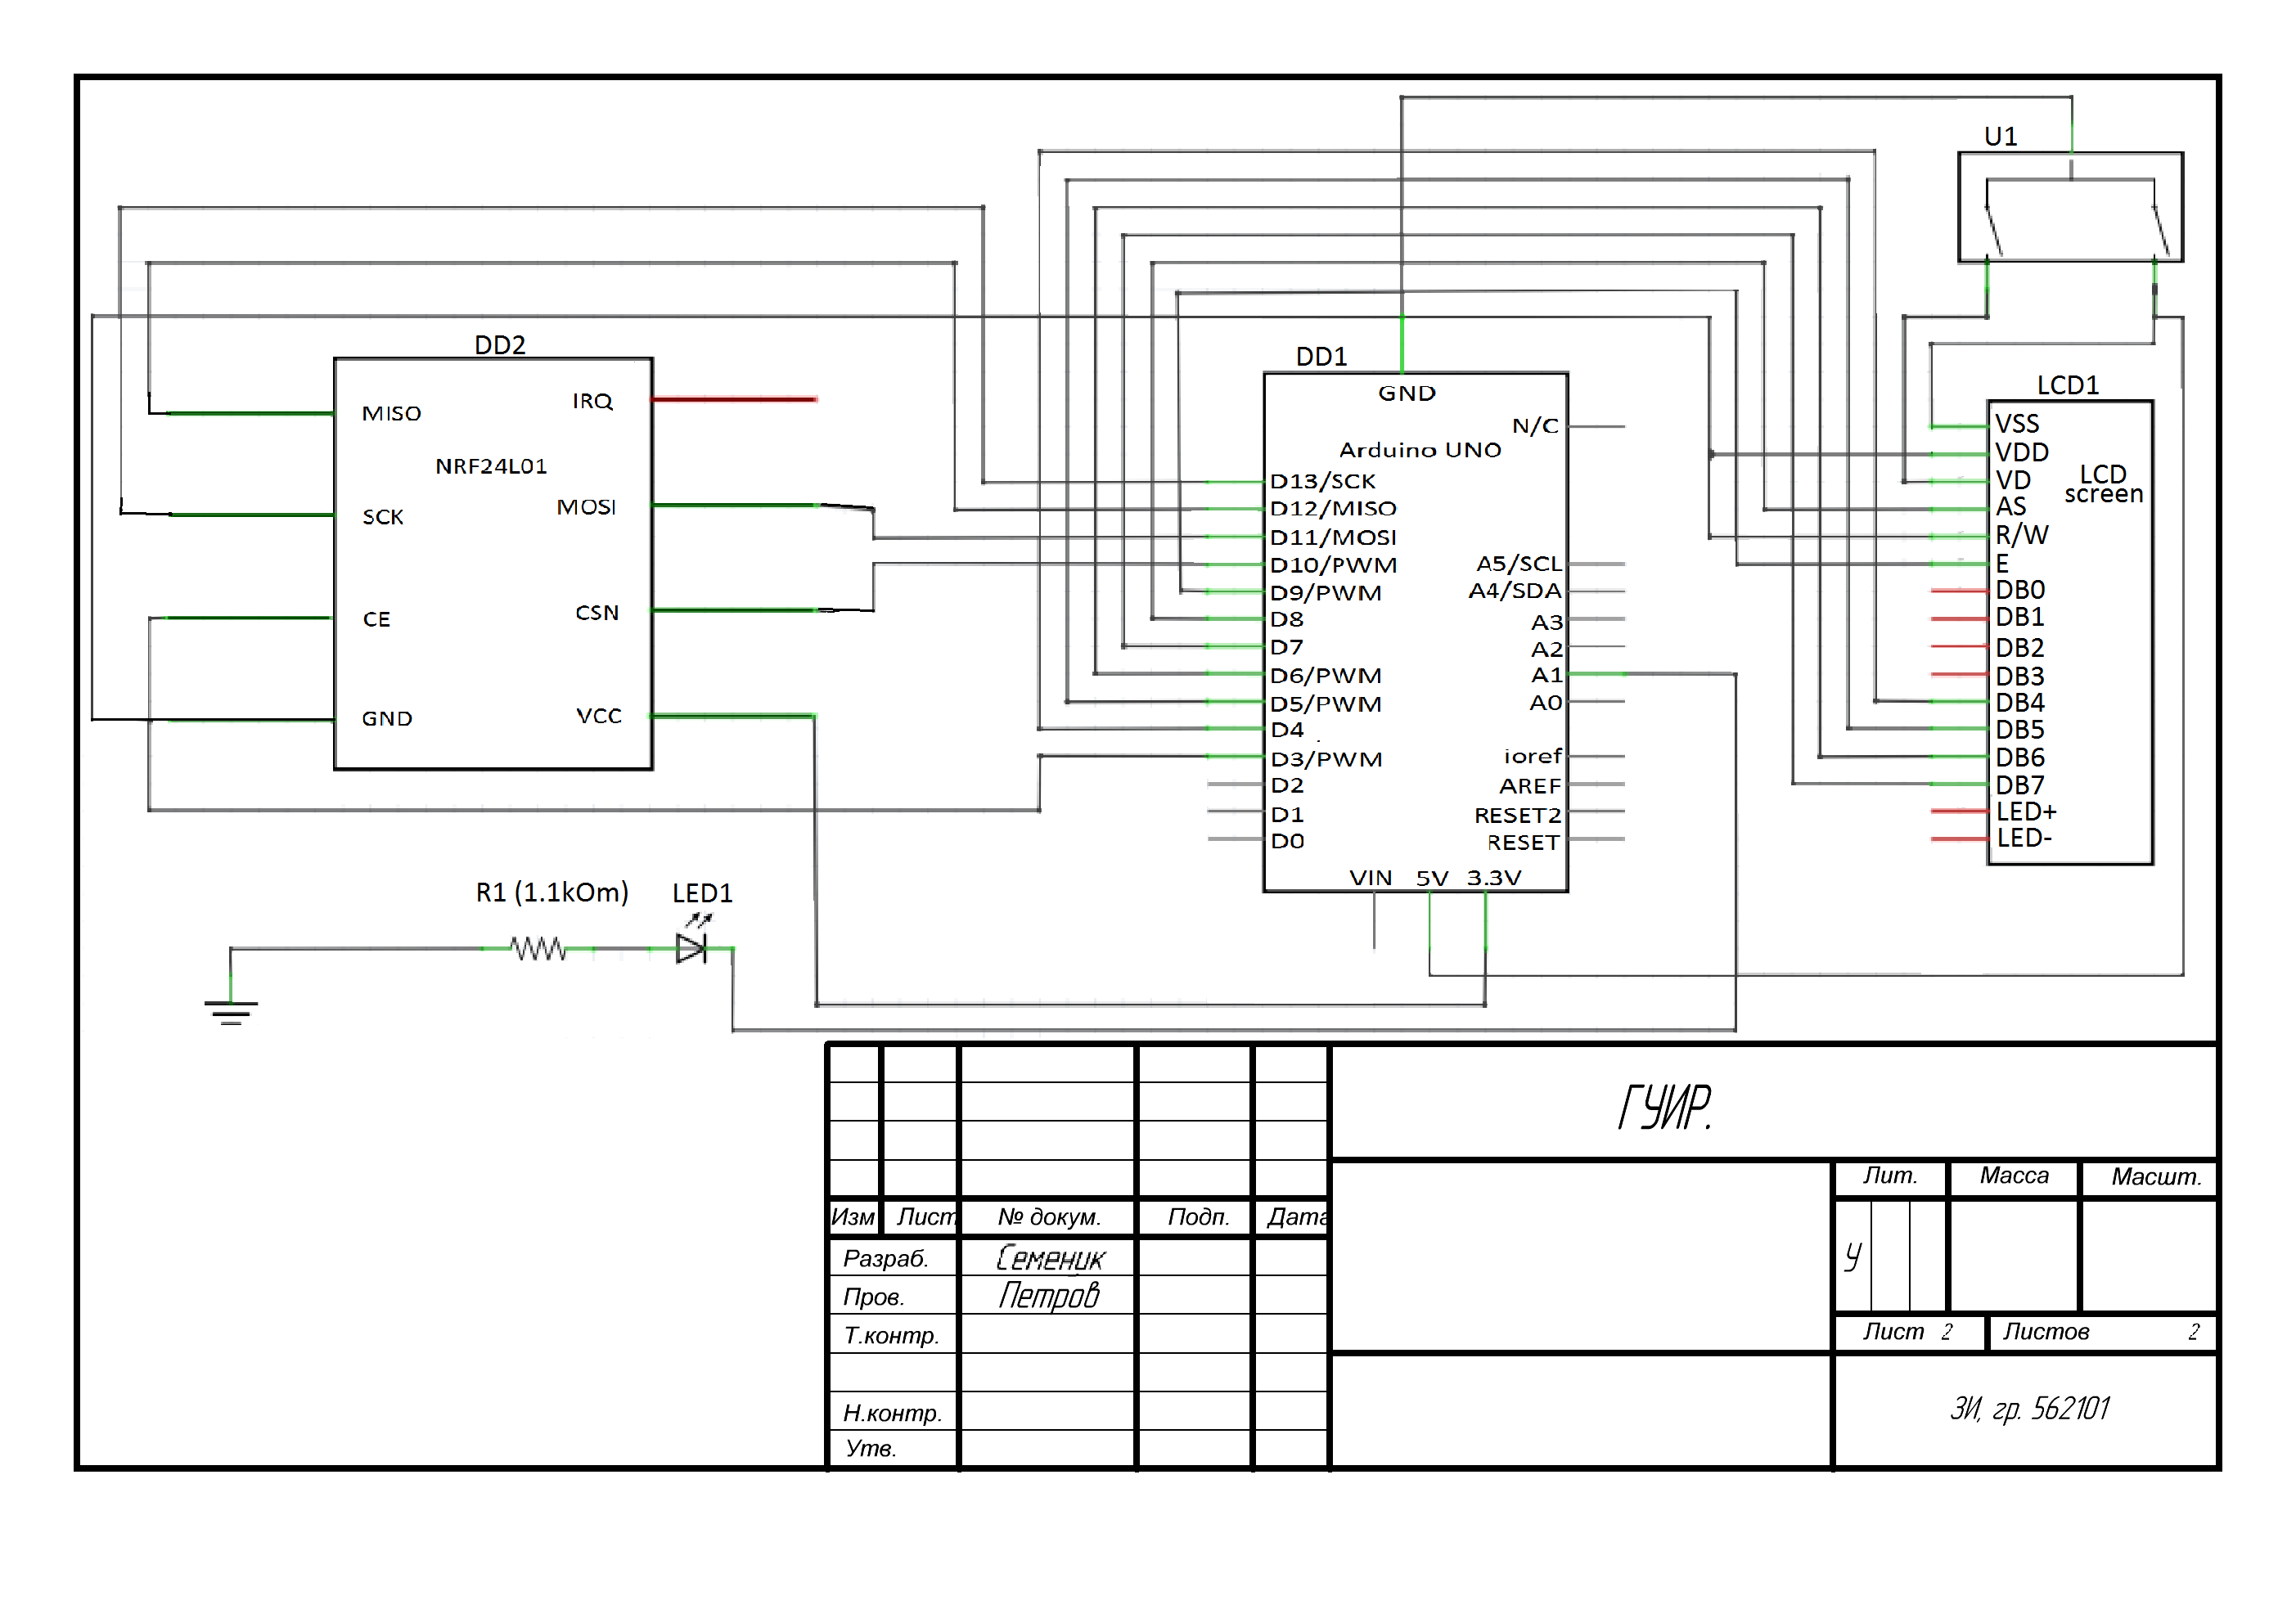 U1
DD2
MISO
IRQ
NRF24L01
SCK
MOSI
CE
CSN
GND
VCC
DD1
GND
N/C
Arduino UNO
D13/SCK
D12/MISO
D11/MOSI
D10/PWM
D9/PWM
D8
D7
D6/PWM
D5/PWM
D4
D3/PWM
D2
D1
D0
A5/SCL
A4/SDA
A3
A2
A1
A0
ioref
AREF
RESET2
RESET
VIN 5V 3.3V
LCD1
VSS
VDD
VD
AS
R/W
E
DB0
DB1
DB2
DB3
DB4
DB5
DB6
DB7
LED+
LED-
LCD
screen
R1 (1.1kOm)
LED1
ГУИР.
Лит. Масса Масшт.
Изм Лист № докум. Подп. Дата
Разраб. Семеник
Пров. Петров
Т.контр.
Н.контр.
Утв.
У
Лист 2 Листов 2
ЗИ, гр. 562101